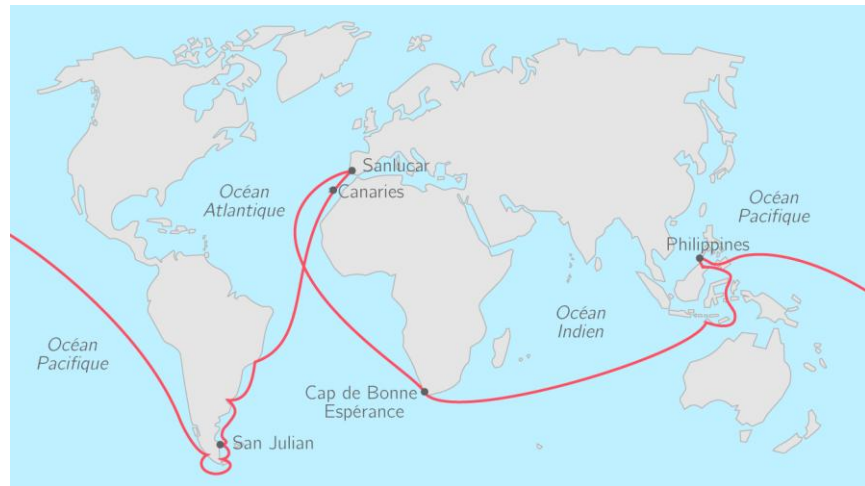 Sanlucar
Canaries
Océan
Atlantique
Océan
Pacifique
Philippines
Océan
Indien
Océan
Pacifique
Cap de Bonne
Espérance
San Julian